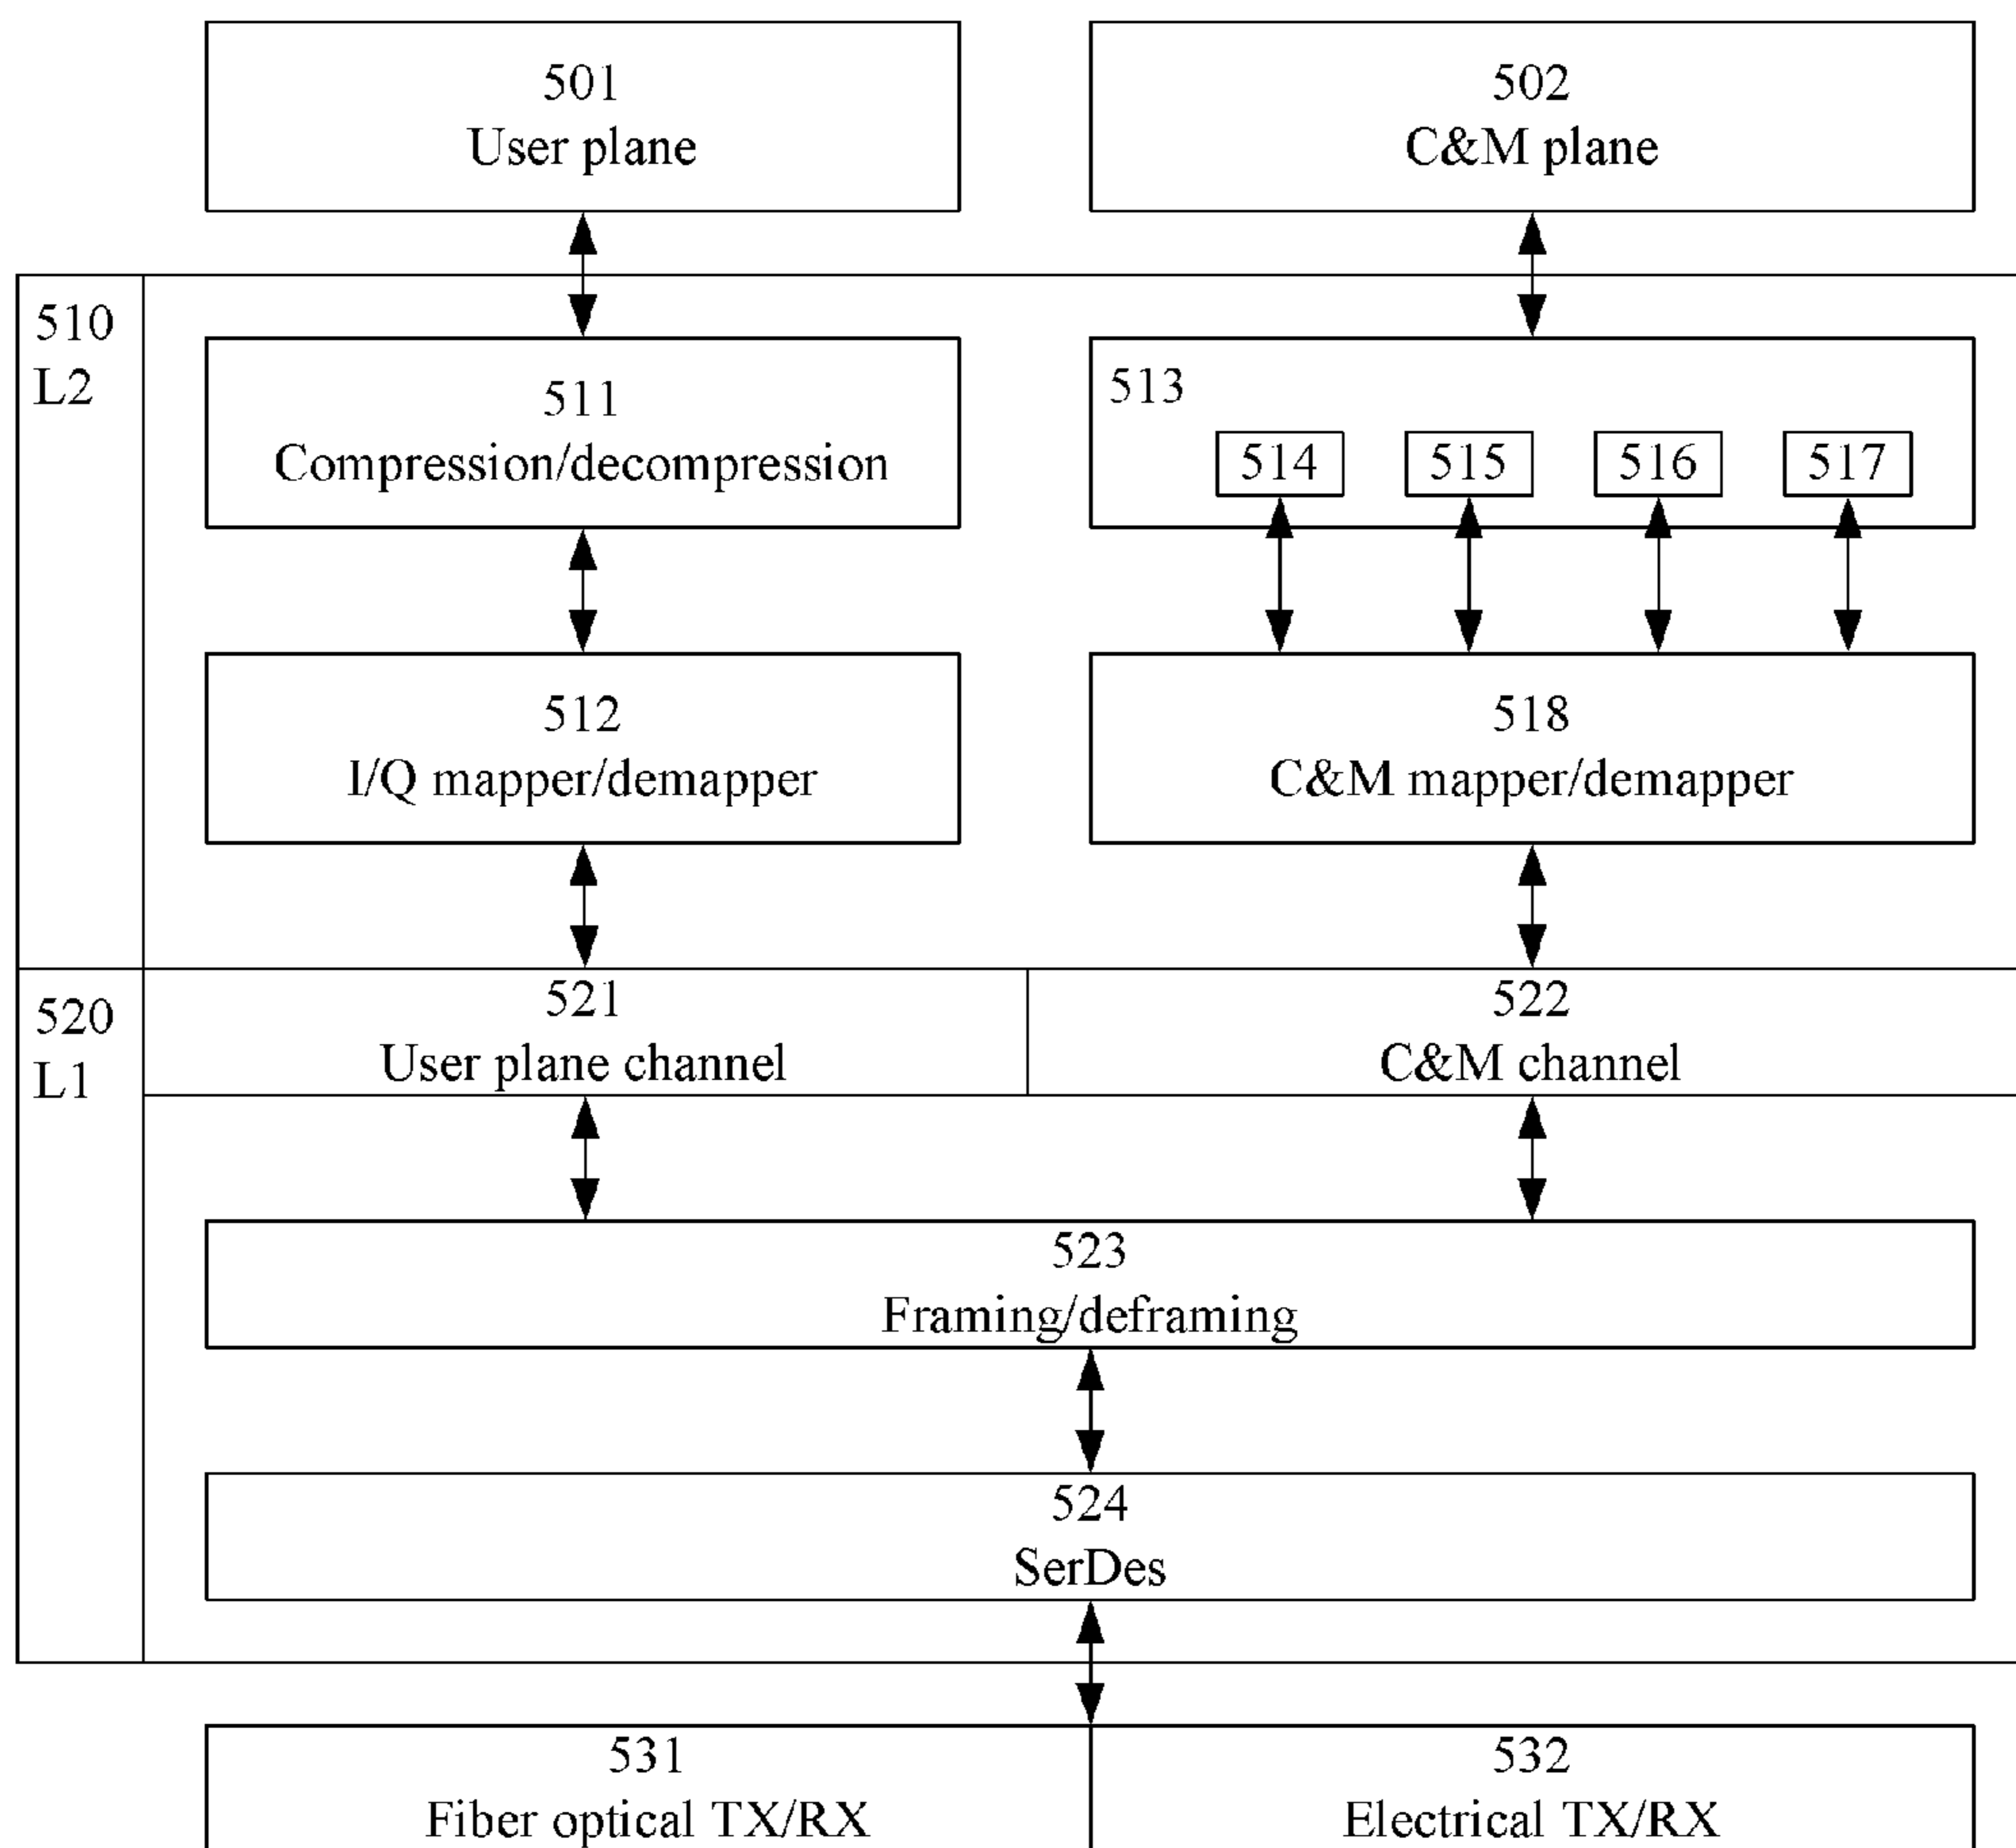 501
User plane
502
C&M plane
510
L2
511
Compression/decompression
513
514
515
516
517
512
I/Q mapper/demapper
518
C&M mapper/demapper
520
L1
521
User plane channel
522
C&M channel
523
Framing/deframing
524
SerDes
531
Fiber optical TX/RX
532
Electrical TX/RX